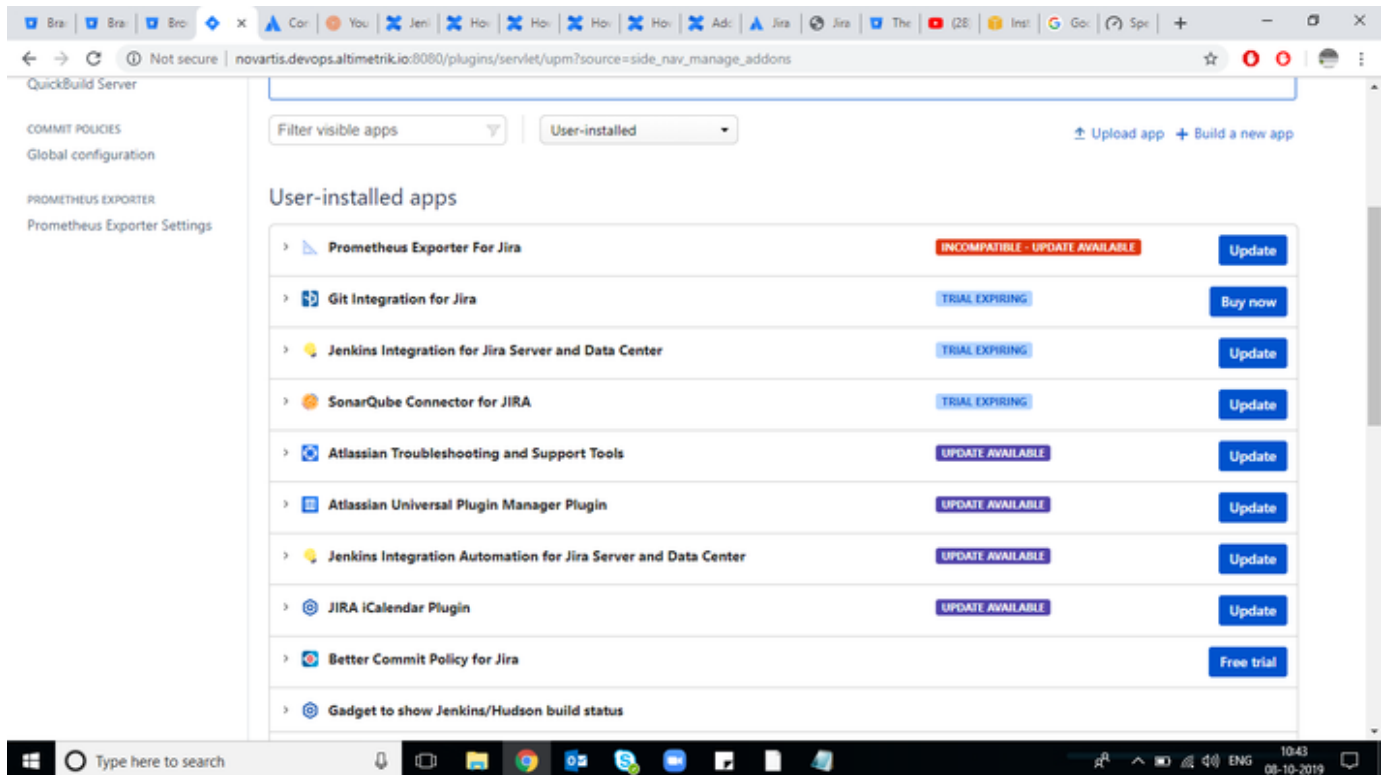 Bra
Bra
Bro
Con
You
Jeni
Ho
Ho
Ho
Ho
Add
Jira
Jira
The
(28)
Inst
Goo
Spe
Not secure | novartis.devops.altimetrik.io:8080/plugins/servlet/upm?source=side_nav_manage_addons
QuickBuild Server
COMMIT POLICIES
Global configuration
PROMETHEUS EXPORTER
Prometheus Exporter Settings
Filter visible apps
User-installed
Upload app
Build a new app
User-installed apps
Prometheus Exporter For Jira INCOMPATIBLE - UPDATE AVAILABLE Update
Git Integration for Jira TRIAL EXPIRING Buy now
Jenkins Integration for Jira Server and Data Center TRIAL EXPIRING Update
SonarQube Connector for JIRA TRIAL EXPIRING Update
Atlassian Troubleshooting and Support Tools UPDATE AVAILABLE Update
Atlassian Universal Plugin Manager Plugin UPDATE AVAILABLE Update
Jenkins Integration Automation for Jira Server and Data Center UPDATE AVAILABLE Update
JIRA iCalendar Plugin UPDATE AVAILABLE Update
Better Commit Policy for Jira Free trial
Gadget to show Jenkins/Hudson build status
Type here to search
ENG
10:43
08-10-2019